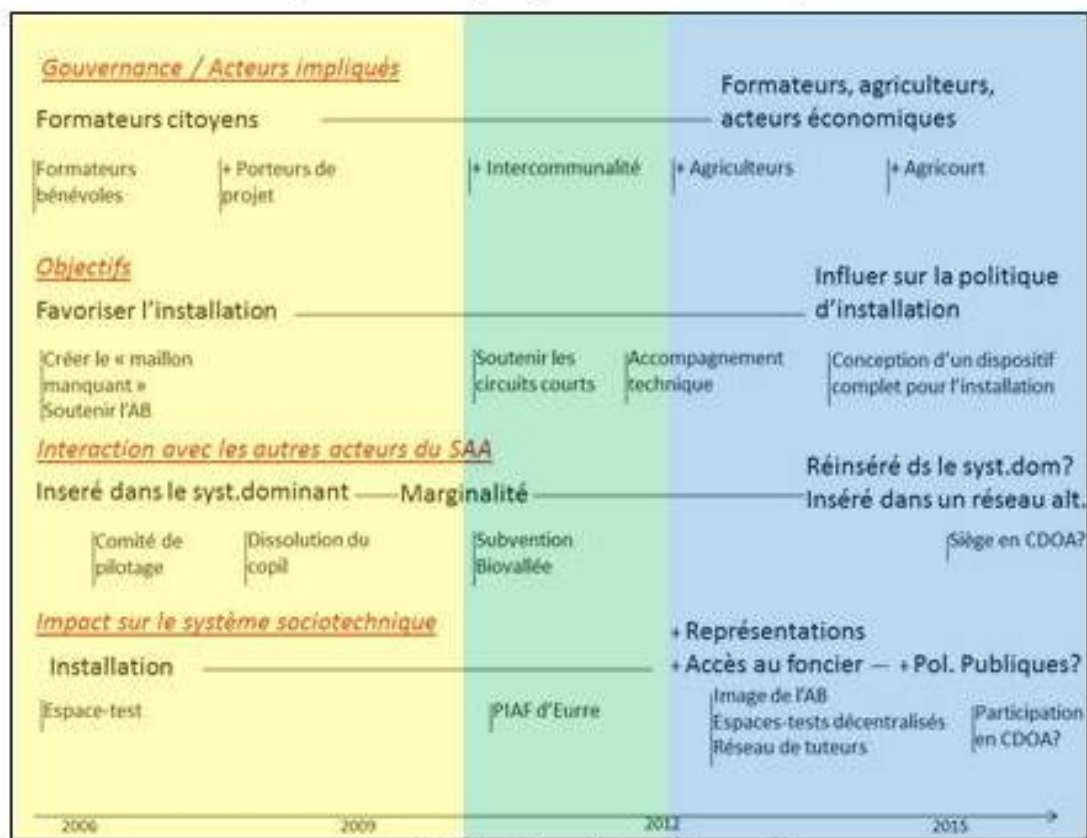 Gouvernance / Acteurs impliqués
Formateurs citoyens
Formateurs, agriculteurs,
acteurs économiques
Formateurs
bénévoles
+ Porteurs de
projet
+ Intercommunalité
+ Agriculteurs
+ Agricourt
Objectifs
Favoriser l'installation
Influer sur la politique
d'installation
Créer le « maillon
manquant »
Soutenir l'AB
Soutenir les
circuits courts
Accompagnement
technique
Conception d'un dispositif
complet pour l'installation
Interaction avec les autres acteurs du SAA
Inseré dans le syst.dominant
Marginalité
Réinséré ds le syst.dom?
Inséré dans un réseau alt.
Comité de
pilotage
Dissolution du
copil
Subvention
Biovallée
Siège en CDOA?
Impact sur le système sociotechnique
Installation
+ Représentations
+ Accès au foncier — + Pol. Publiques?
Espace-test
PIAF d'Eurre
Image de l'AB
Espaces-tests décentralisés
Réseau de tuteurs
Participation
en CDOA?
2006
2009
2012
2015